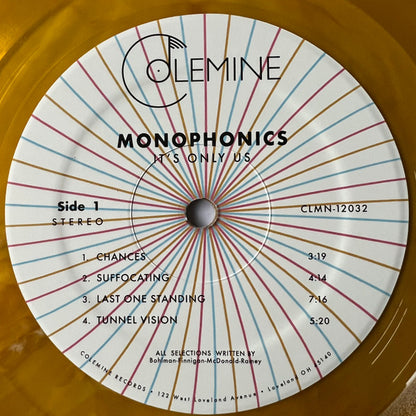 COLEMINE
MONOPHONICS
IT'S ONLY US
Side 1
STEREO
CLMN-12032
1. CHANCES 3:19
2. SUFFOCATING 4:14
3. LAST ONE STANDING 7:16
4. TUNNEL VISION 5:20
ALL SELECTIONS WRITTEN BY
Bohlman-Finnigan-McDonald-Ramey
COLEMINE RECORDS • 122 West Loveland Avenue • Loveland OH 45140